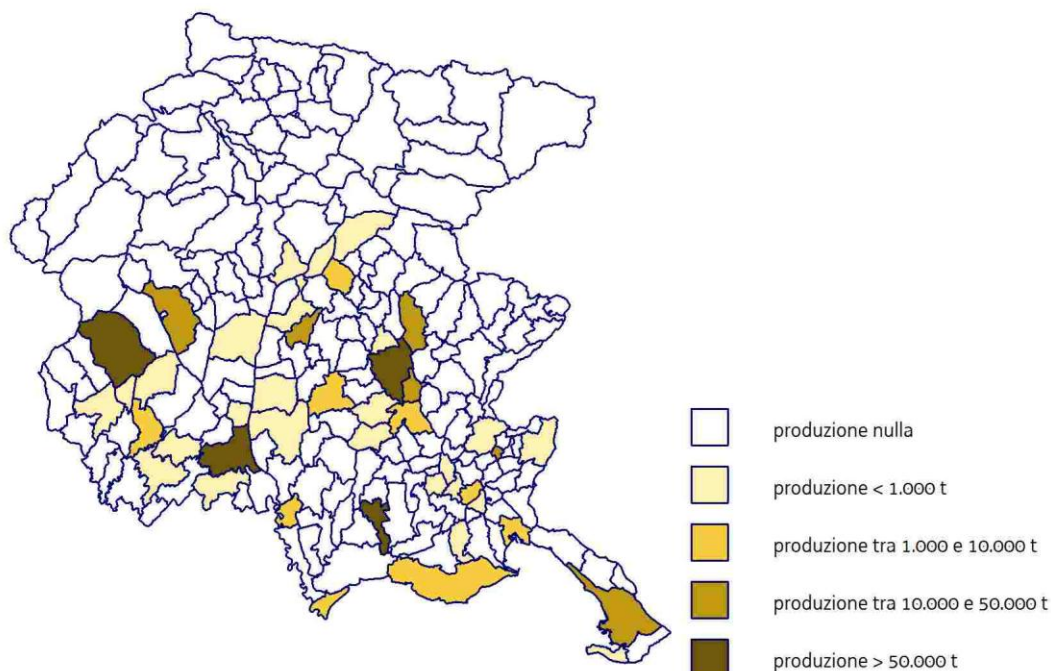 produzione nulla
produzione < 1.000 t
produzione tra 1.000 e 10.000 t
produzione tra 10.000 e 50.000 t
produzione > 50.000 t